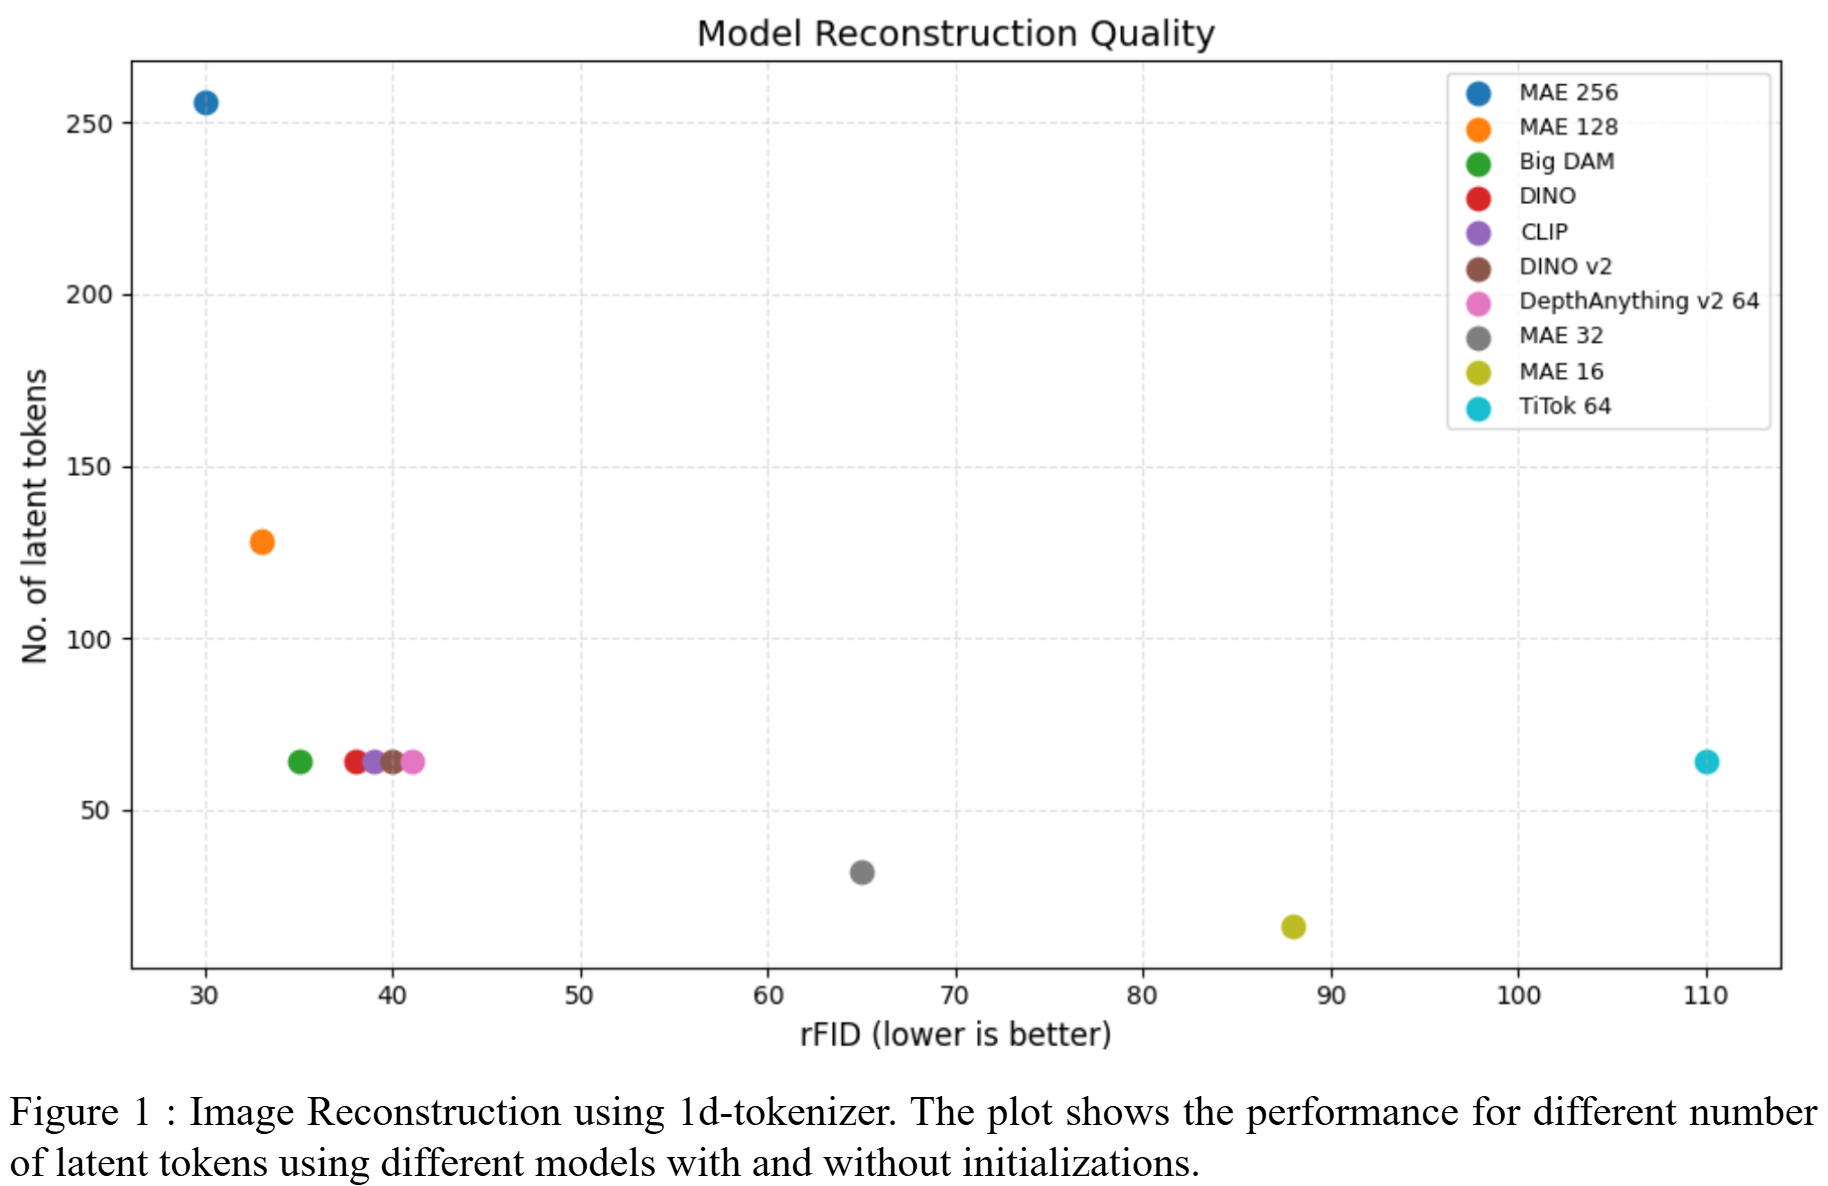 Model Reconstruction Quality
MAE 256
MAE 128
Big DAM
DINO
CLIP
DINO v2
DepthAnything v2 64
MAE 32
MAE 16
TiTok 64
No. of latent tokens
250
200
150
100
50
30 40 50 60 70 80 90 100 110
rFID (lower is better)
Figure 1 : Image Reconstruction using 1d-tokenizer. The plot shows the performance for different number
of latent tokens using different models with and without initializations.